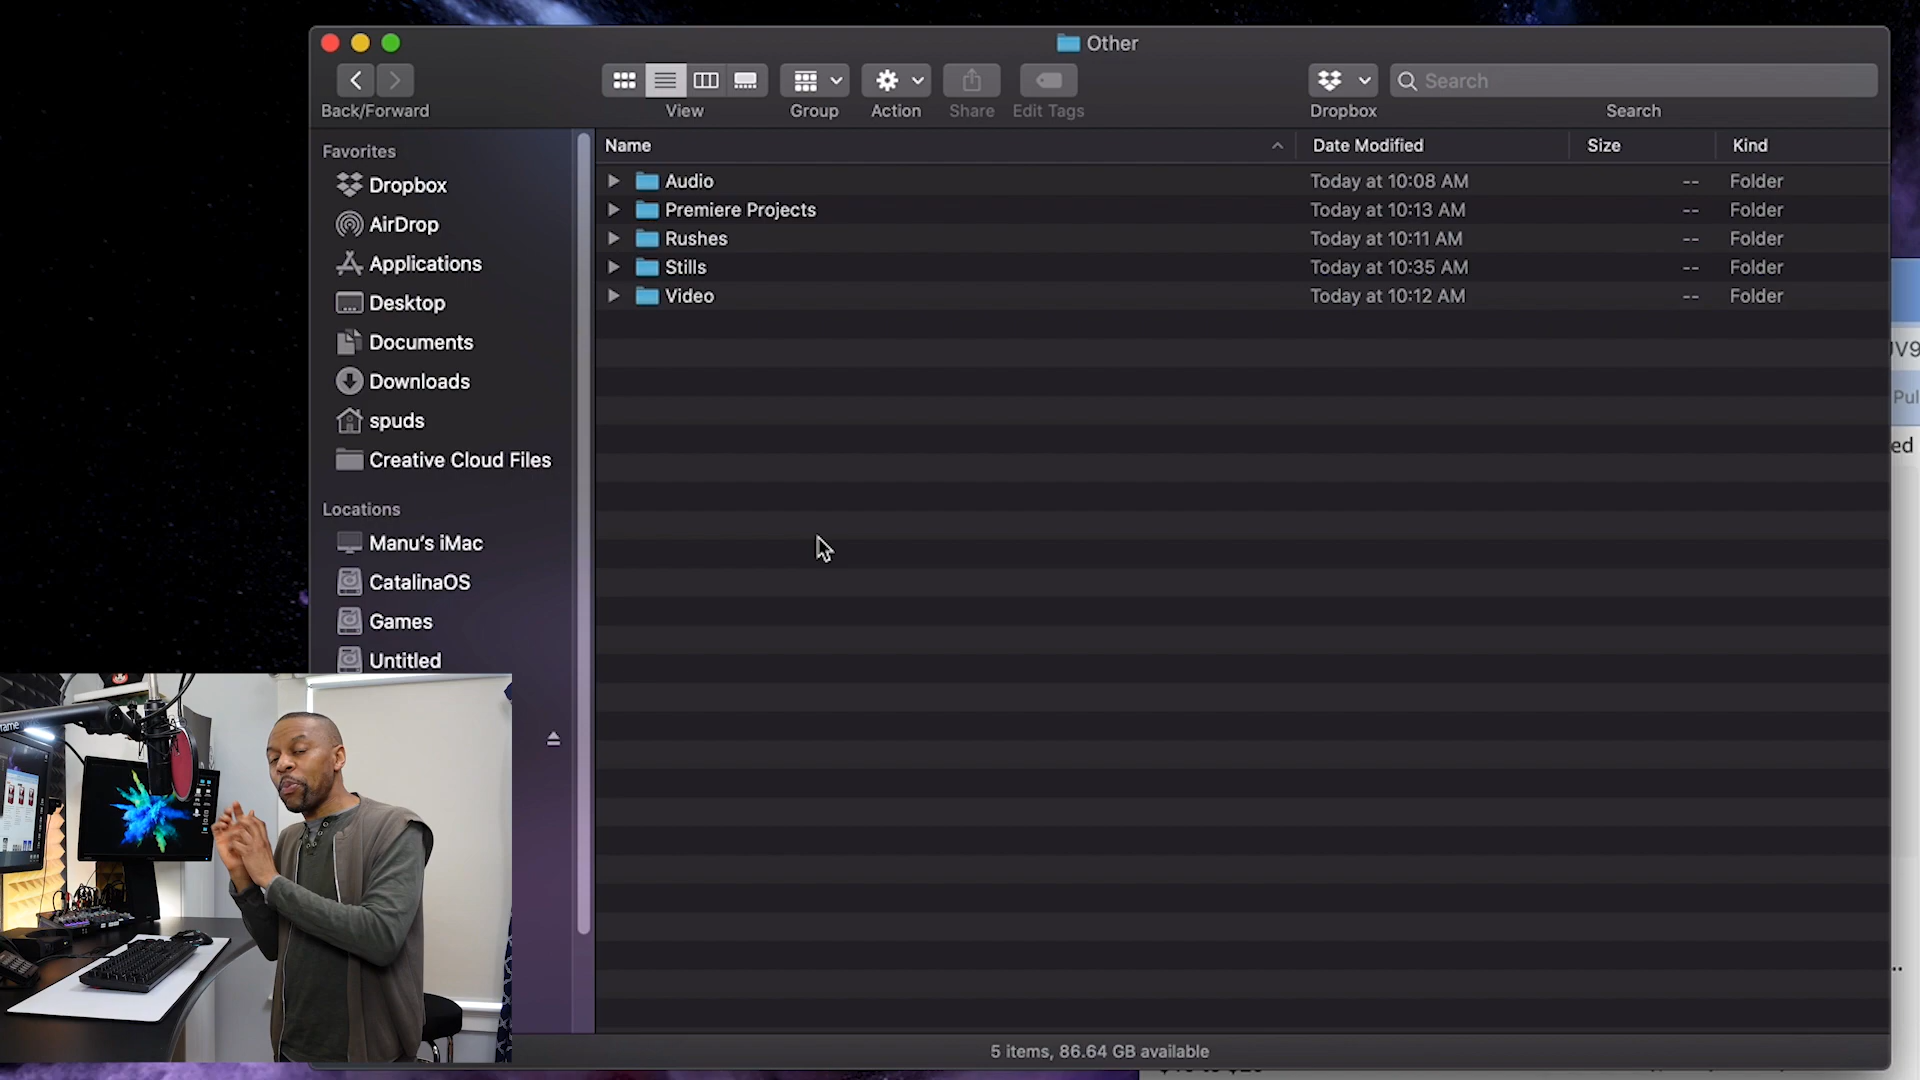 Other
Back/Forward
View
Group
Action
Share
Edit Tags
Dropbox
Search
Search
Favorites
Dropbox
AirDrop
Applications
Desktop
Documents
Downloads
spuds
Creative Cloud Files
Locations
Manu’s iMac
CatalinaOS
Games
Untitled
Name Date Modified Size Kind
Audio Today at 10:08 AM -- Folder
Premiere Projects Today at 10:13 AM -- Folder
Rushes Today at 10:11 AM -- Folder
Stills Today at 10:35 AM -- Folder
Video Today at 10:12 AM -- Folder
5 items, 86.64 GB available
JV9
Pul
ed